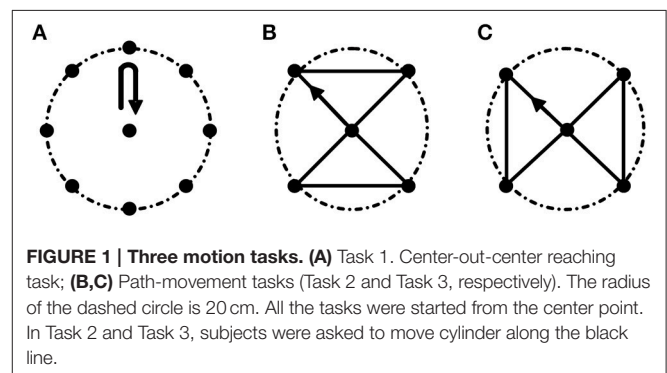 A B C
FIGURE 1 | Three motion tasks. (A) Task 1. Center-out-center reaching
task; (B,C) Path-movement tasks (Task 2 and Task 3, respectively). The radius
of the dashed circle is 20 cm. All the tasks were started from the center point.
In Task 2 and Task 3, subjects were asked to move cylinder along the black
line.